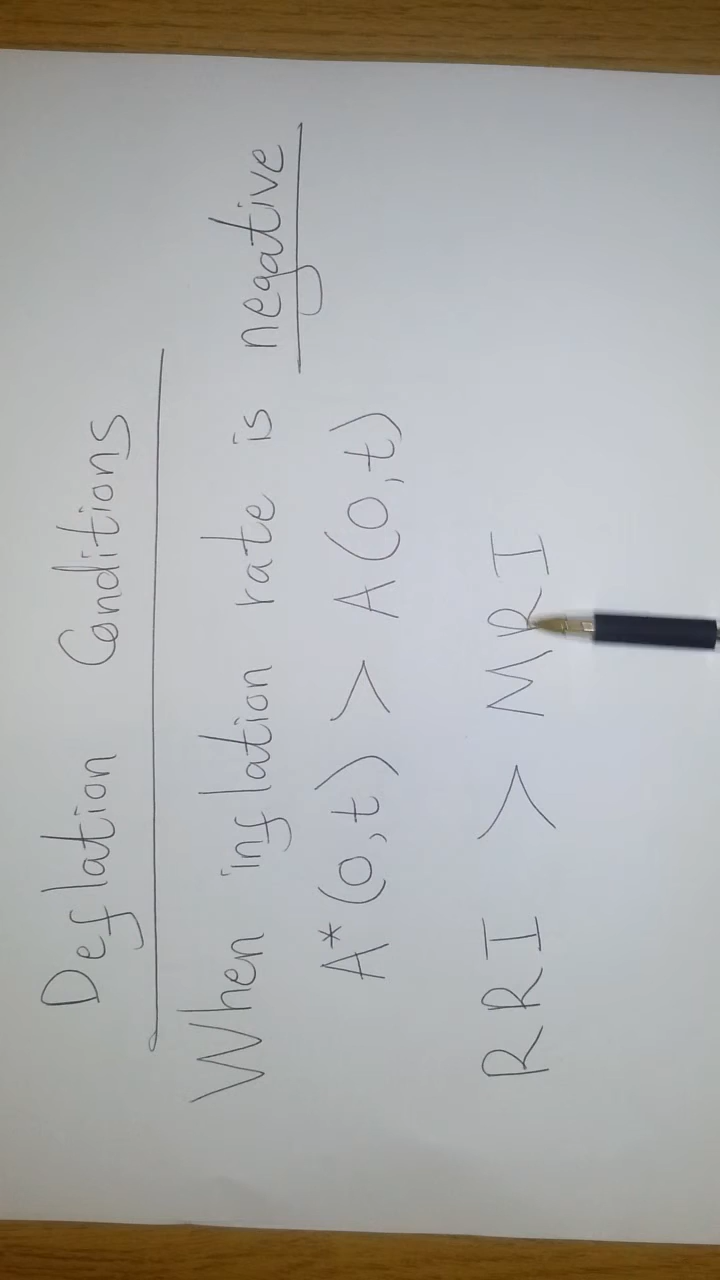 Deflation Conditions
When inflation rate is negative
A*(0,t) > A(0,t)
RRI > MRI